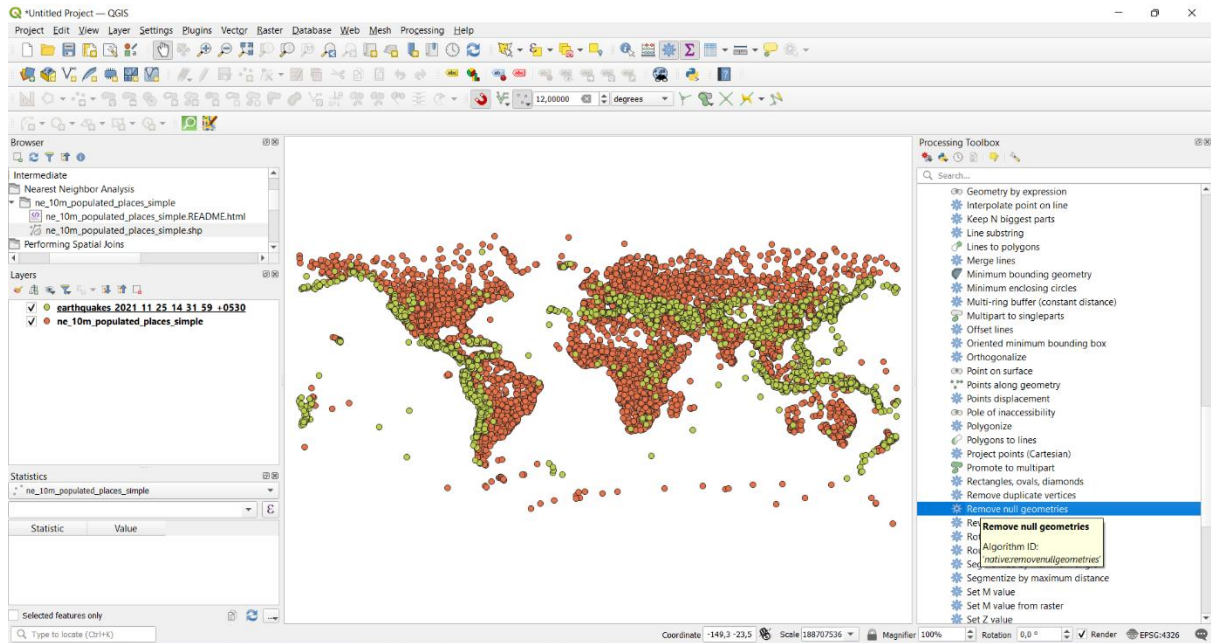 *Untitled Project — QGIS
Project Edit View Layer Settings Plugins Vector Raster Database Web Mesh Processing Help
12,00000 degrees
Browser
Intermediate
Nearest Neighbor Analysis
ne_10m_populated_places_simple
ne_10m_populated_places_simple.README.html
ne_10m_populated_places_simple.shp
Performing Spatial Joins
Layers
earthquakes 2021 11 25 14 31 59 +0530
ne_10m_populated_places_simple
Statistics
ne_10m_populated_places_simple
ε
Statistic Value
Selected features only
Type to locate (Ctrl+K)
Processing Toolbox
Search...
Geometry by expression
Interpolate point on line
Keep N biggest parts
Line substring
Lines to polygons
Merge lines
Minimum bounding geometry
Minimum enclosing circles
Multi-ring buffer (constant distance)
Multipart to singleparts
Offset lines
Oriented minimum bounding box
Orthogonalize
Point on surface
Points along geometry
Points displacement
Pole of inaccessibility
Polygonize
Polygons to lines
Project points (Cartesian)
Promote to multipart
Rectangles, ovals, diamonds
Remove duplicate vertices
Remove null geometries
Remove null geometries
Algorithm ID:
'native:removenullgeometries'
Segmentize by maximum distance
Set M value
Set M value from raster
Set Z value
Coordinate -149,3 -23,5 Scale 188707536 Magnifier 100% Rotation 0,0 ° Render EPSG:4326